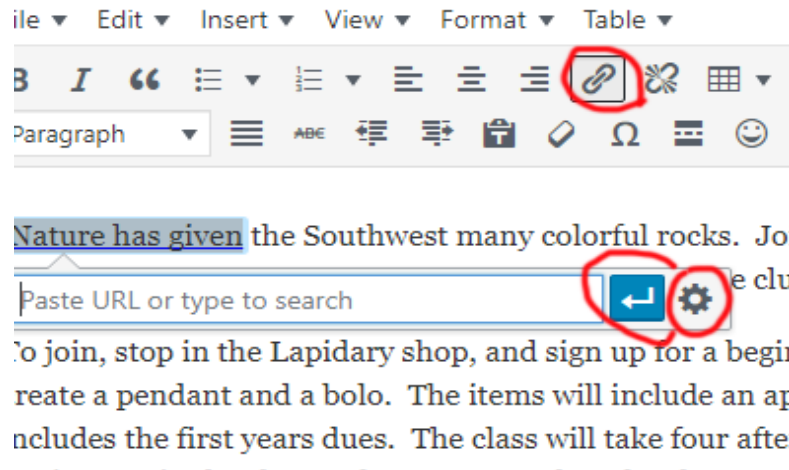 ile Edit Insert View Format Table
B I
Paragraph ABE Ω
Nature has given the Southwest many colorful rocks. Jo
Paste URL or type to search e clu
To join, stop in the Lapidary shop, and sign up for a begin
reate a pendant and a bolo. The items will include an ap
ncludes the first years dues. The class will take four afte